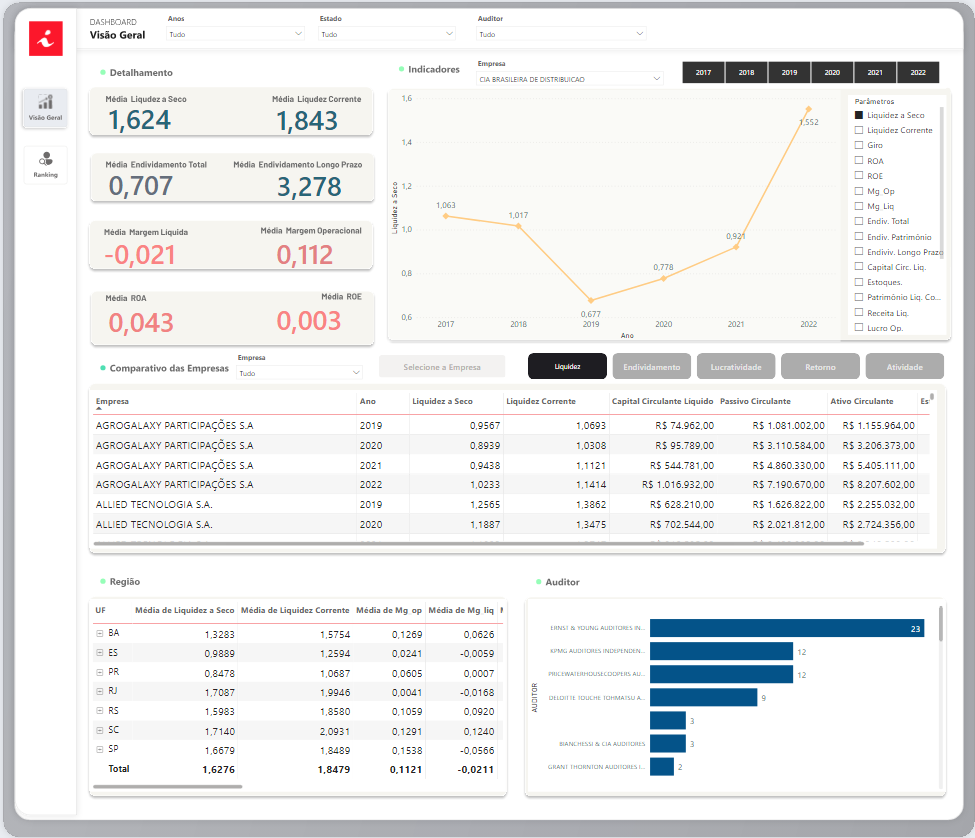 DASHBOARD
Visão Geral
Anos
Tudo
Estado
Tudo
Auditor
Tudo
Visão Geral
Ranking
Detalhamento
Média Liqudez a Seco
1,624
Média Liqudez Corrente
1,843
Média Endividamento Total
0,707
Média Endividamento Longo Prazo
3,278
Média Margem Líquida
-0,021
Média Margem Operacional
0,112
Média ROA
0,043
Média ROE
0,003
Indicadores
Empresa
CIA BRASILEIRA DE DISTRIBUICAO
2017 2018 2019 2020 2021 2022
Liquidez a Seco
1,6
1,4
1,2
1,0
0,8
0,6
1,063
1,017
0,677
0,778
0,921
1,552
2017 2018 2019 2020 2021 2022
Ano
Parâmetros
Liquidez a Seco
Liquidez Corrente
Giro
ROA
ROE
Mg_Op
Mg_Liq
Endiv. Total
Endiv. Patrimônio
Endiviv. Longo Prazo
Capital Circ. Liq.
Estoques.
Patrimônio Liq. Co...
Receita Liq.
Lucro Op.
Comparativo das Empresas
Empresa
Tudo
Selecione a Empresa
Liquidez
Endividamento
Lucratividade
Retorno
Atividade
Empresa Ano Liquidez a Seco Liquidez Corrente Capital Circulante Liquido Passivo Circulante Ativo Circulante Es
AGROGALAXY PARTICIPAÇÕES S.A 2019 0,9567 1,0693 R$ 74.962,00 R$ 1.081.002,00 R$ 1.155.964,00
AGROGALAXY PARTICIPAÇÕES S.A 2020 0,8939 1,0308 R$ 95.789,00 R$ 3.110.584,00 R$ 3.206.373,00
AGROGALAXY PARTICIPAÇÕES S.A 2021 0,9438 1,1121 R$ 544.781,00 R$ 4.860.330,00 R$ 5.405.111,00
AGROGALAXY PARTICIPAÇÕES S.A 2022 1,0233 1,1414 R$ 1.016.932,00 R$ 7.190.670,00 R$ 8.207.602,00
ALLIED TECNOLOGIA S.A. 2019 1,2565 1,3862 R$ 628.210,00 R$ 1.626.822,00 R$ 2.255.032,00
ALLIED TECNOLOGIA S.A. 2020 1,1887 1,3475 R$ 702.544,00 R$ 2.021.812,00 R$ 2.724.356,00
Região
UF Média de Liquidez a Seco Média de Liquidez Corrente Média de Mg_op Média de Mg_liq
BA 1,3283 1,5754 0,1269 0,0626
ES 0,9889 1,2594 0,0241 -0,0059
PR 0,8478 1,0687 0,0605 0,0007
RJ 1,7087 1,9946 0,0041 -0,0168
RS 1,5983 1,8580 0,1059 0,0920
SC 1,7140 2,0931 0,1291 0,1240
SP 1,6679 1,8489 0,1538 -0,0566
Total 1,6276 1,8479 0,1121 -0,0211
Auditor
AUDITOR
ERNST & YOUNG AUDITORES IN... 23
KPMG AUDITORES INDEPENDEN... 12
PRICEWATERHOUSECOOPERS AU... 12
DELOITTE TOUCHE TOHMATSU A... 9
3
BIANCHESSI & CIA AUDITORES 3
GRANT THORNTON AUDITORES I... 2